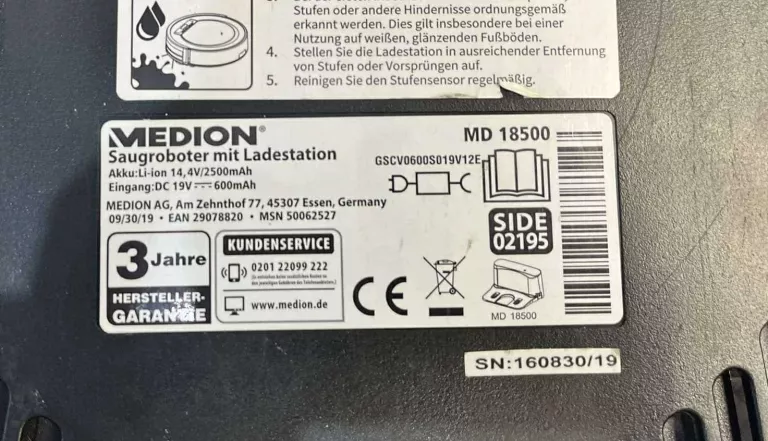 Stufen oder andere Hindernisse ordnungsgemäß
erkannt werden. Dies gilt insbesondere bei einer
Nutzung auf weißen, glänzenden Fußböden.
4. Stellen Sie die Ladestation in ausreichender Entfernung
von Stufen oder Vorsprüngen auf.
5. Reinigen Sie den Stufensensor regelmäßig.
MEDION®
MD 18500
Saugroboter mit Ladestation
Akku:Li-ion 14,4V/2500mAh
GSCV0600S019V12E
Eingang:DC 19V 600mAh
MEDION AG, Am Zehnthof 77, 45307 Essen, Germany
09/30/19 • EAN 29078820 • MSN 50062527
SIDE
02195
3 Jahre
HERSTELLER-
GARANTIE
KUNDENSERVICE
0201 22099 222
www.medion.de
CE
MD 18500
SN:160830/19